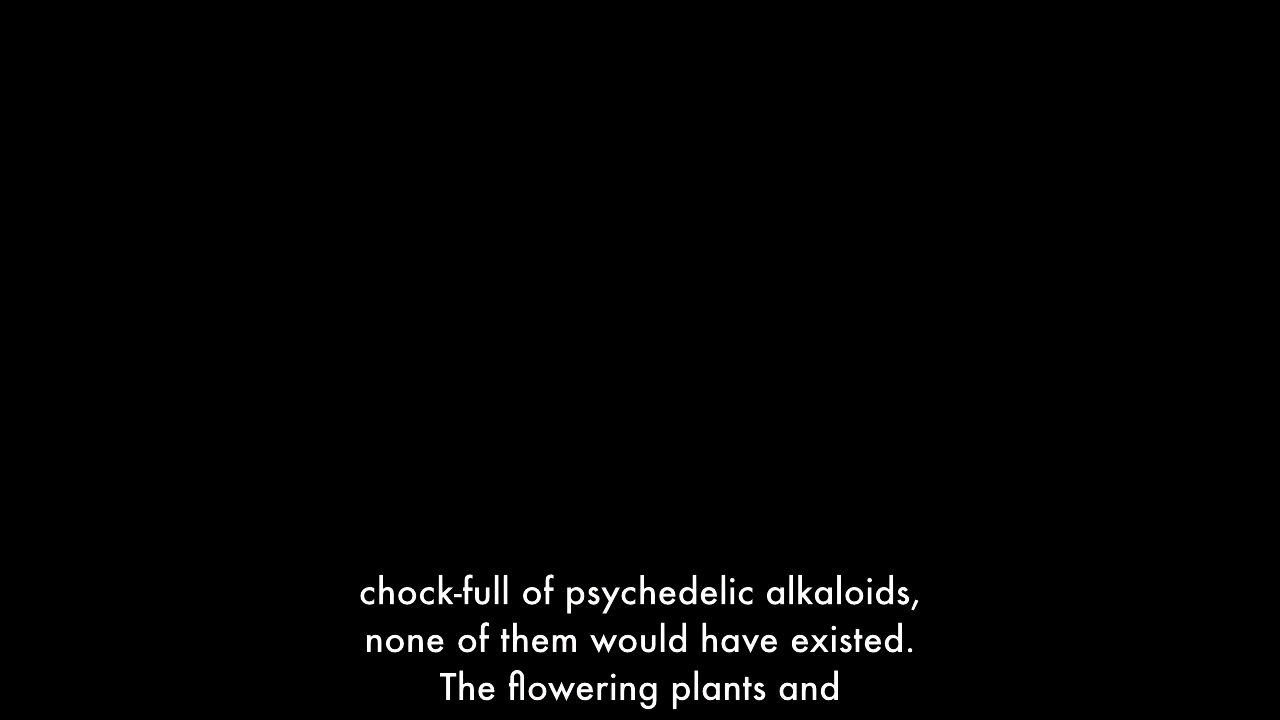 chock-full of psychedelic alkaloids,
none of them would have existed.
The flowering plants and